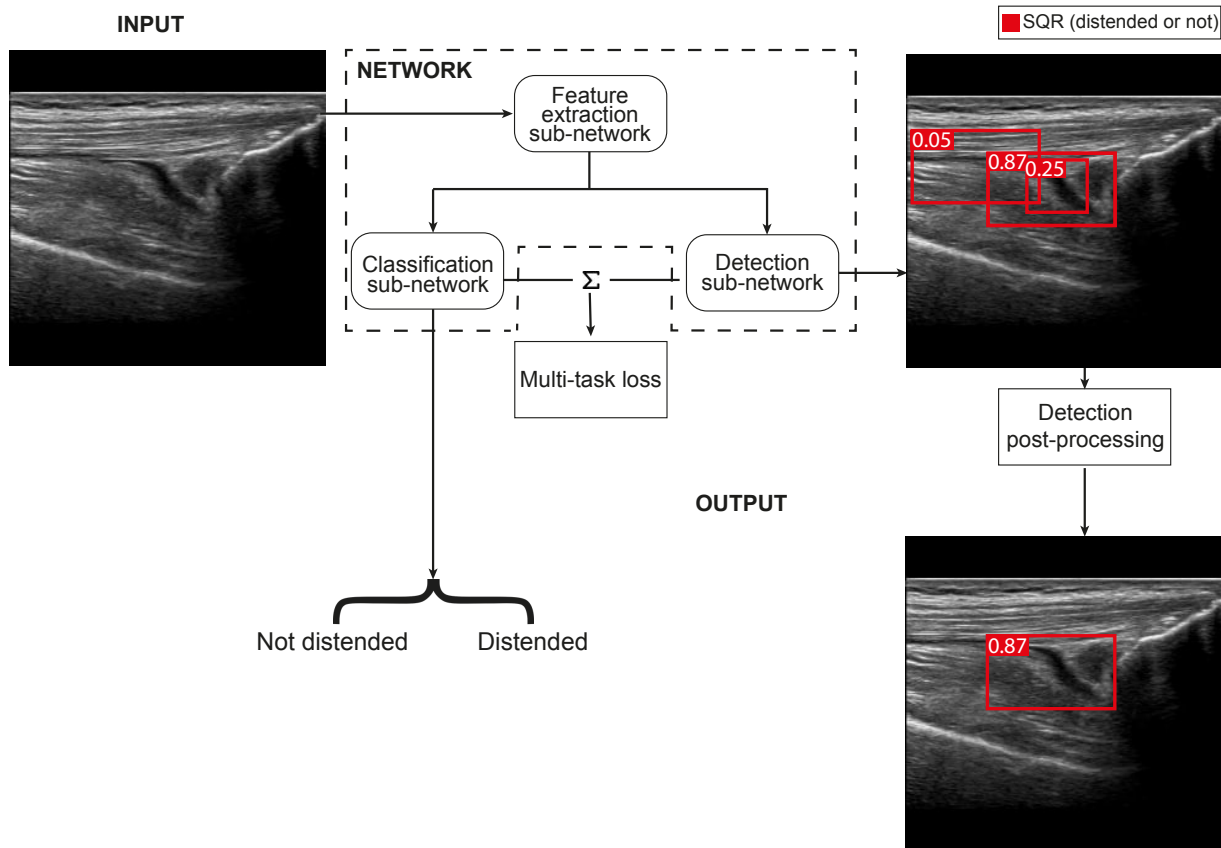 INPUT
SQR (distended or not)
NETWORK
Feature
extraction
sub-network
0.05
0.87
0.25
Classification
sub-network
Σ
Detection
sub-network
Multi-task loss
Detection
post-processing
OUTPUT
Not distended
Distended
0.87